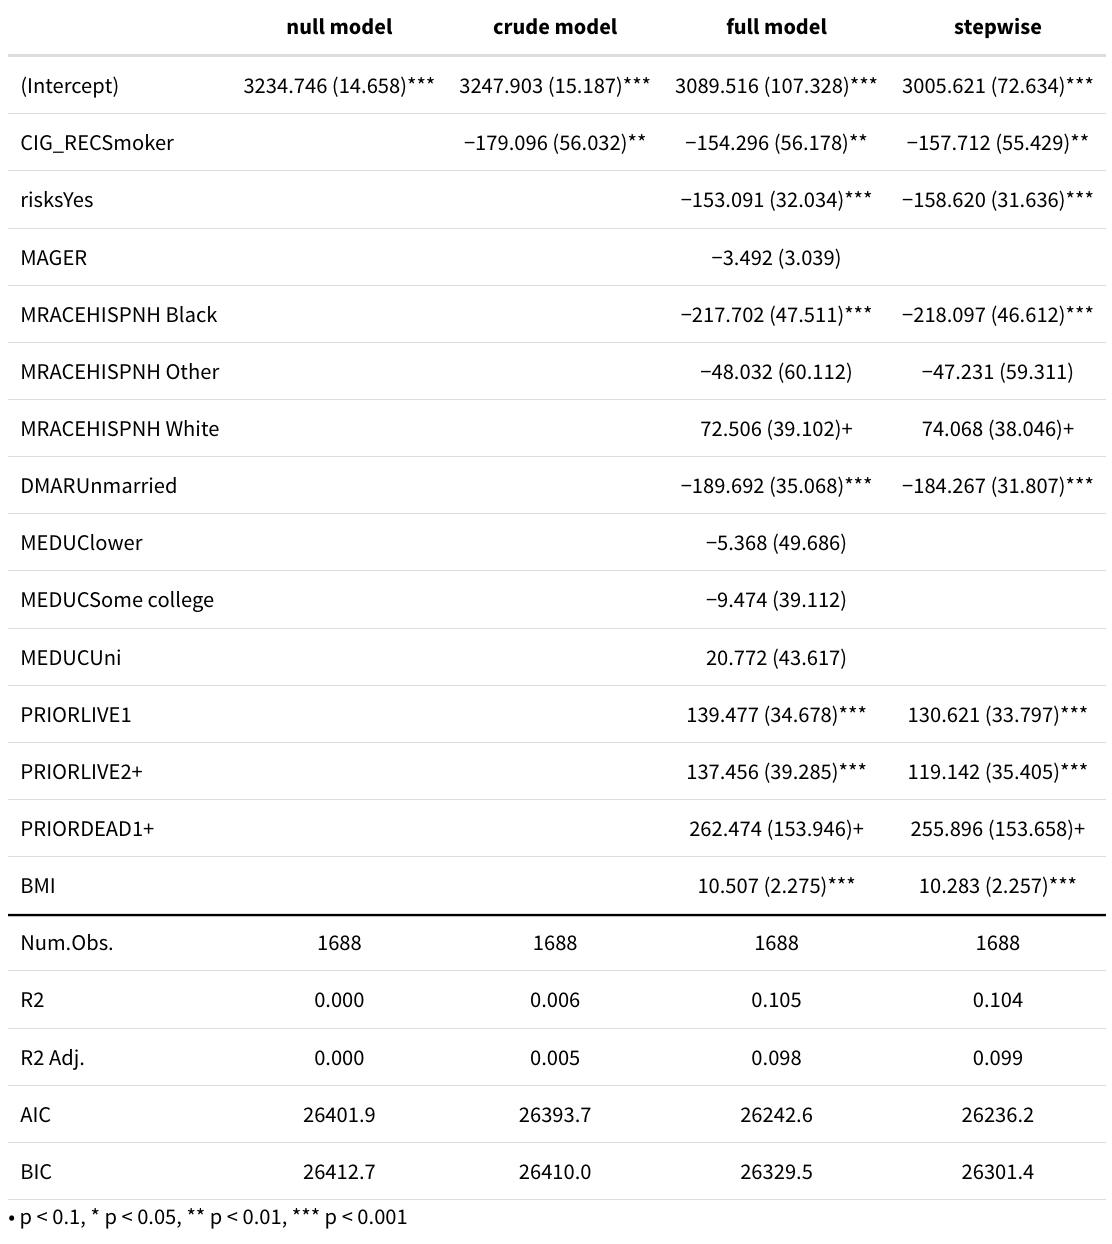 null model crude model full model stepwise
(Intercept) 3234.746 (14.658)*** 3247.903 (15.187)*** 3089.516 (107.328)*** 3005.621 (72.634)***
CIG_RECSmoker −179.096 (56.032)** −154.296 (56.178)** −157.712 (55.429)**
risksYes −153.091 (32.034)*** −158.620 (31.636)***
MAGER −3.492 (3.039)
MRACEHISPNH Black −217.702 (47.511)*** −218.097 (46.612)***
MRACEHISPNH Other −48.032 (60.112) −47.231 (59.311)
MRACEHISPNH White 72.506 (39.102)+ 74.068 (38.046)+
DMARUnmarried −189.692 (35.068)*** −184.267 (31.807)***
MEDUClower −5.368 (49.686)
MEDUCSome college −9.474 (39.112)
MEDUCUni 20.772 (43.617)
PRIORLIVE1 139.477 (34.678)*** 130.621 (33.797)***
PRIORLIVE2+ 137.456 (39.285)*** 119.142 (35.405)***
PRIORDEAD1+ 262.474 (153.946)+ 255.896 (153.658)+
BMI 10.507 (2.275)*** 10.283 (2.257)***
Num.Obs. 1688 1688 1688 1688
R2 0.000 0.006 0.105 0.104
R2 Adj. 0.000 0.005 0.098 0.099
AIC 26401.9 26393.7 26242.6 26236.2
BIC 26412.7 26410.0 26329.5 26301.4
• p < 0.1, * p < 0.05, ** p < 0.01, *** p < 0.001